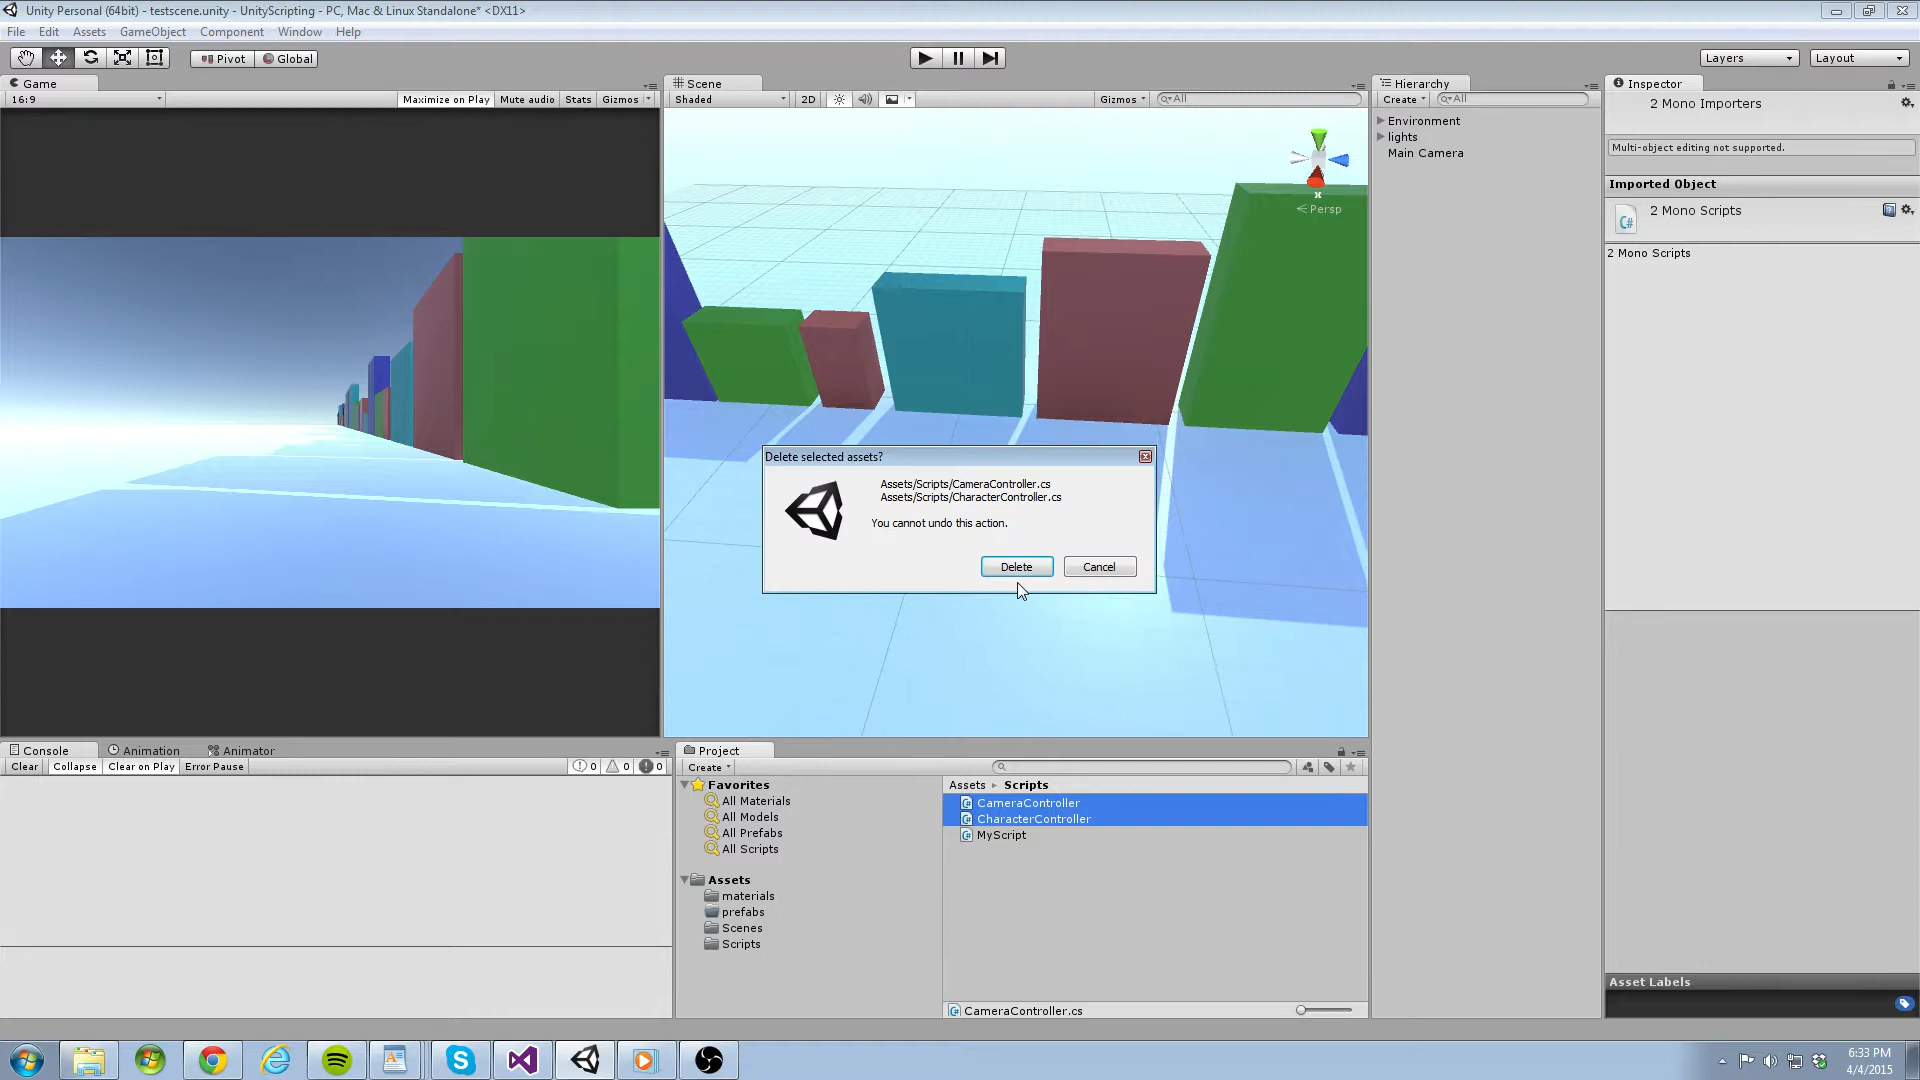 Unity Personal (64bit) - testscene.unity - UnityScripting - PC, Mac & Linux Standalone* <DX11>
File Edit Assets GameObject Component Window Help
Pivot Global
Layers Layout
Game
16:9
Maximize on Play Mute audio Stats Gizmos
Scene
Shaded 2D Gizmos All
x
Persp
Hierarchy
Create All
Environment
lights
Main Camera
Inspector
2 Mono Importers
Multi-object editing not supported.
Imported Object
C#
2 Mono Scripts
2 Mono Scripts
Delete selected assets?
Assets/Scripts/CameraController.cs
Assets/Scripts/CharacterController.cs
You cannot undo this action.
Delete Cancel
Console Animation Animator
Clear Collapse Clear on Play Error Pause 0 0 0
Project
Create
Favorites
All Materials
All Models
All Prefabs
All Scripts
Assets
materials
prefabs
Scenes
Scripts
Assets Scripts
CameraController
CharacterController
MyScript
CameraController.cs
Asset Labels
6:33 PM
4/4/2015